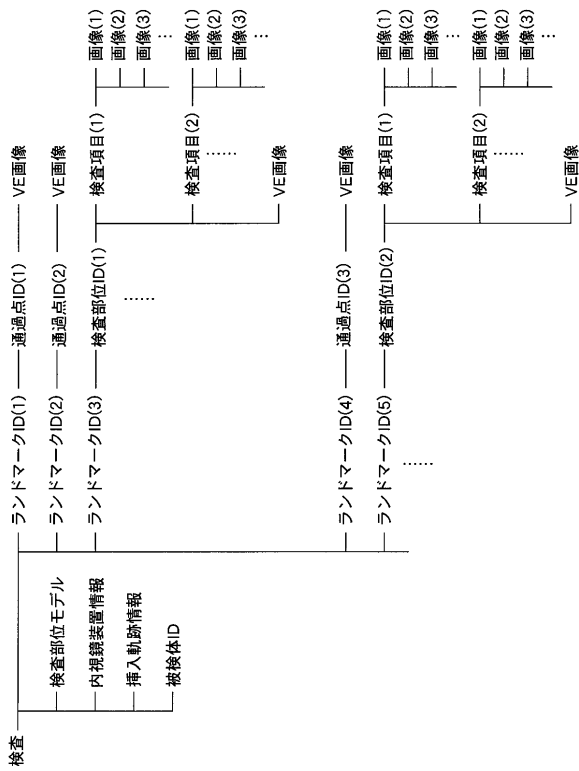 検査
検査部位モデル
内視鏡装置情報
挿入軌跡情報
被検体ID
ランドマークID(1)
通過点ID(1)
VE画像
ランドマークID(2)
通過点ID(2)
VE画像
ランドマークID(3)
検査部位ID(1)
検査項目(1)
画像(1)
画像(2)
画像(3)
⋮
検査項目(2)
画像(1)
画像(2)
画像(3)
⋮
……
VE画像
……
ランドマークID(4)
通過点ID(3)
VE画像
ランドマークID(5)
検査部位ID(2)
検査項目(1)
画像(1)
画像(2)
画像(3)
⋮
検査項目(2)
画像(1)
画像(2)
画像(3)
⋮
……
VE画像
……